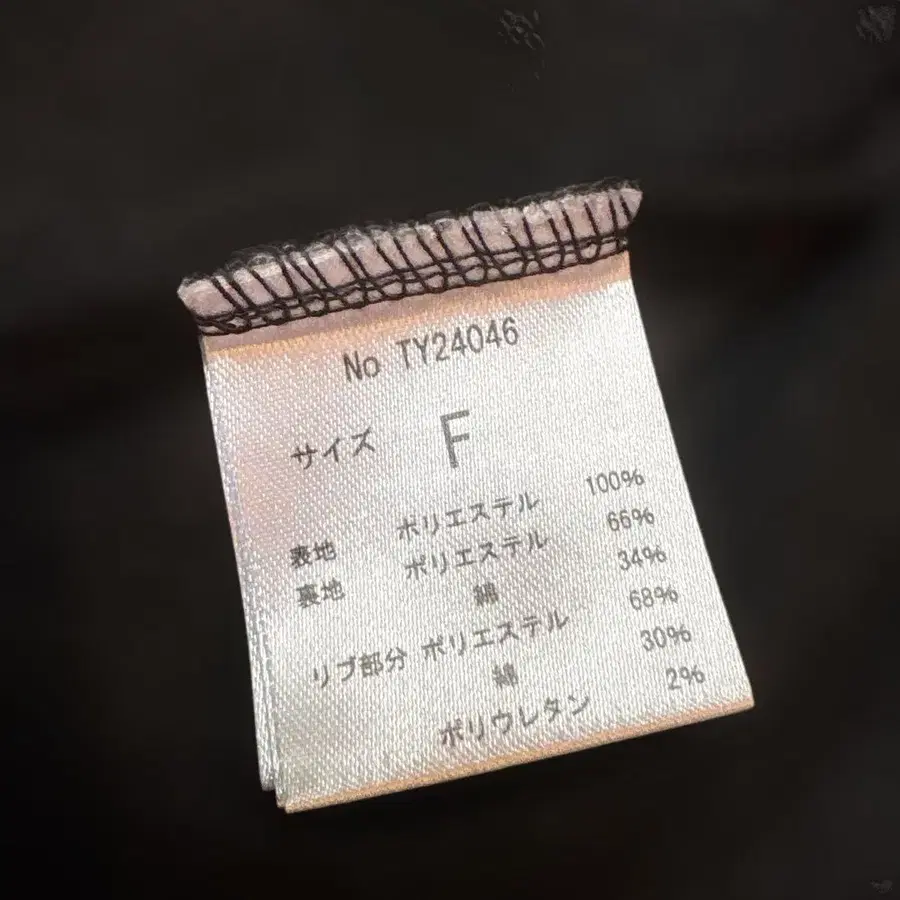 No TY24046
サイズ F
表地 ポリエステル 100%
裏地 ポリエステル 66%
綿 34%
リブ部分 ポリエステル 68%
綿 30%
ポリウレタン 2%